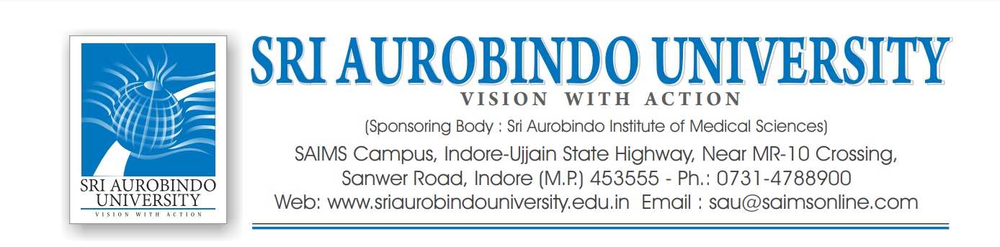 SRI AUROBINDO
UNIVERSITY
VISION WITH ACTION
SRI AUROBINDO UNIVERSITY
VISION WITH ACTION
(Sponsoring Body : Sri Aurobindo Institute of Medical Sciences)
SAIMS Campus, Indore-Ujjain State Highway, Near MR-10 Crossing,
Sanwer Road, Indore (M.P.) 453555 - Ph.: 0731-4788900
Web: www.sriaurobindouniversity.edu.in Email : sau@saimsonline.com